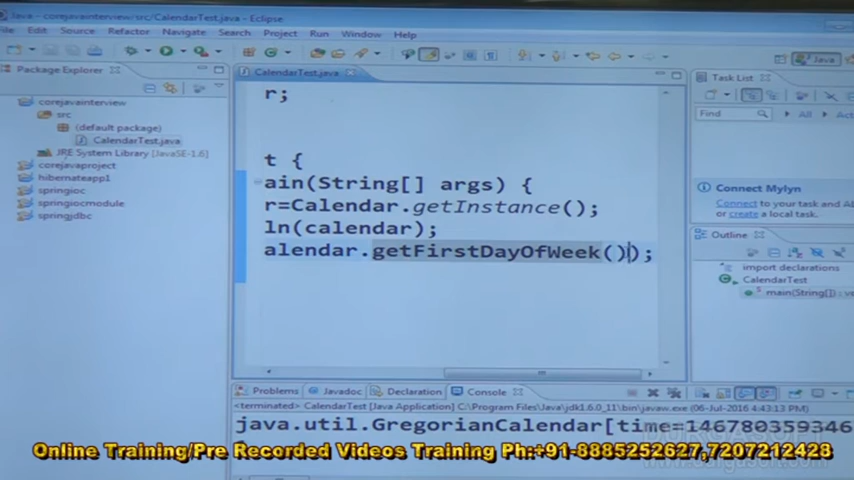 Java - corejavainterview/src/CalendarTest.java - Eclipse
File Edit Source Refactor Navigate Search Project Run Window Help
Java
Package Explorer
CalendarTest.java
Task List
corejavainterview
src
(default package)
CalendarTest.java
JRE System Library [JavaSE-1.6]
corejavaproject
hibernateapp1
springioc
springiocmodule
springjdbc
r;
t {
ain(String[] args) {
r=Calendar.getInstance();
ln(calendar);
alendar.getFirstDayOfWeek());
Find
All
Connect Mylyn
Connect to your task and
or create a local task.
Outline
import declarations
CalendarTest
main(String[])
Problems Javadoc Declaration Console
<terminated> CalendarTest [Java Application] C:\Program Files\Java\jdk1.6.0_11\bin\javaw.exe (06-Jul-2016 4:43:13 PM)
java.util.GregorianCalendar[time=146780359346
DURGASOFT
www.durgasoft.com
Online Training/Pre Recorded Videos Training Ph:+91-8885252627,7207212428